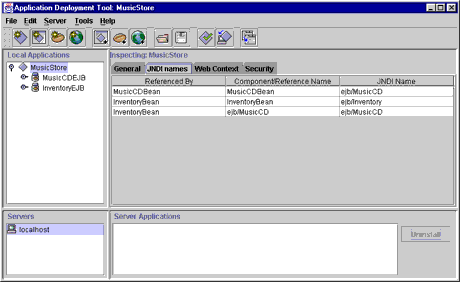 Application Deployment Tool: MusicStore
File Edit Server Tools Help
Local Applications
Inspecting: MusicStore
MusicStore
MusicCDEJB
InventoryEJB
General JNDI names Web Context Security
Referenced By Component/Reference Name JNDI Name
MusicCDBean MusicCDBean ejb/MusicCD
InventoryBean InventoryBean ejb/Inventory
InventoryBean ejb/MusicCD ejb/MusicCD
Servers
Server Applications
localhost
Uninstall